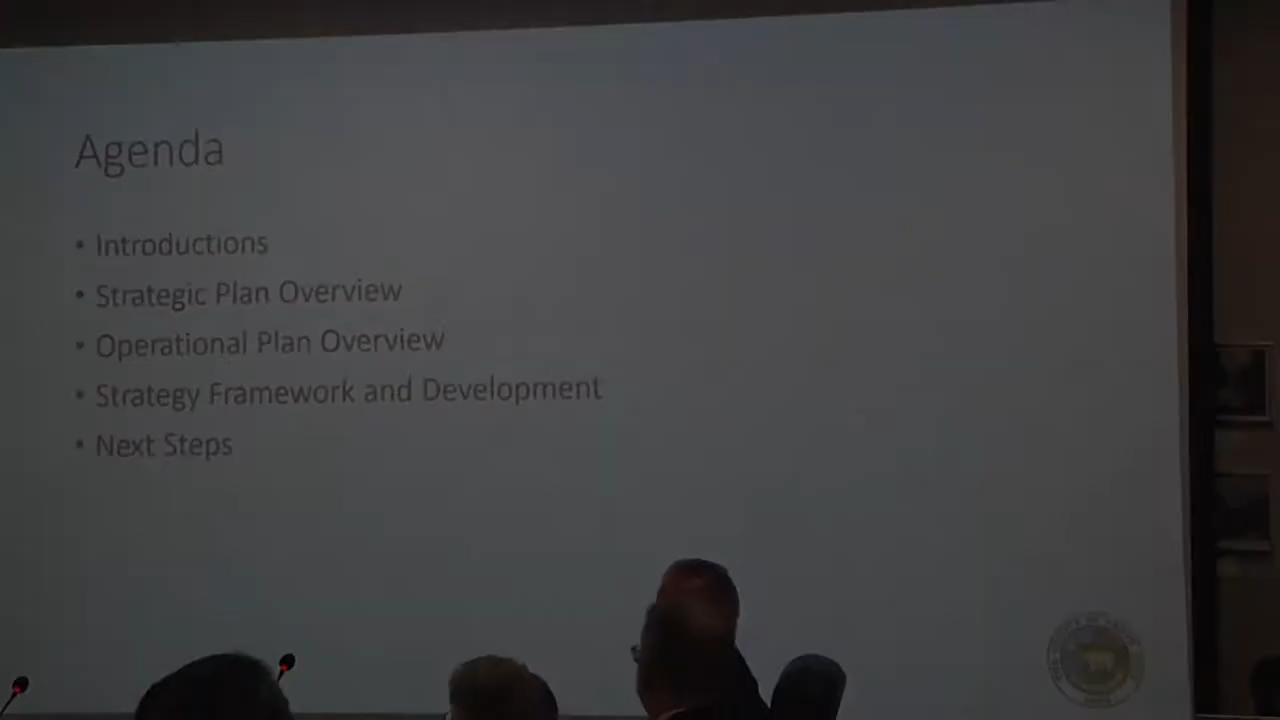 Agenda
• Introductions
• Strategic Plan Overview
• Operational Plan Overview
• Strategy Framework and Development
• Next Steps